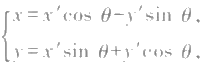 x=x′cos θ−y′sin θ,
y=x′sin θ+y′cos θ,